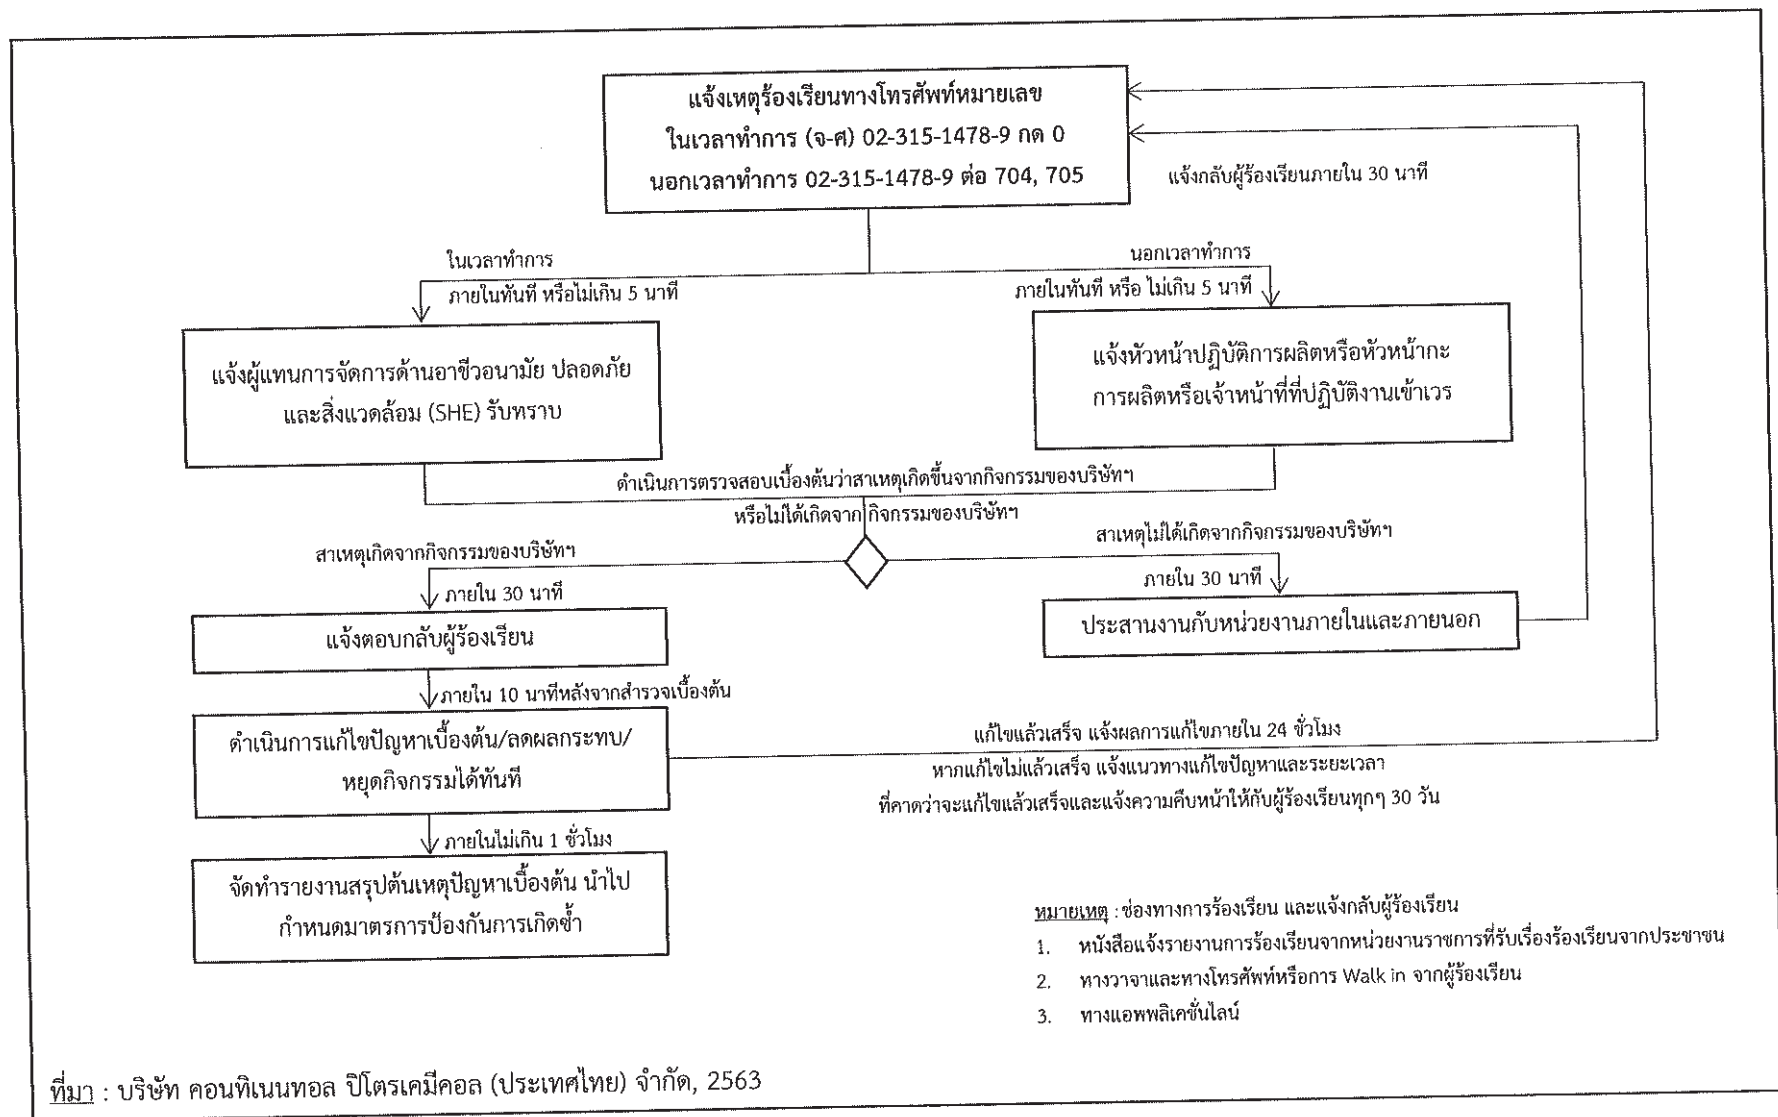 แจ้งเหตุร้องเรียนทางโทรศัพท์หมายเลข
ในเวลาทำการ (จ-ศ) 02-315-1478-9 กด 0
นอกเวลาทำการ 02-315-1478-9 ต่อ 704, 705
แจ้งกลับผู้ร้องเรียนภายใน 30 นาที
ในเวลาทำการ
ภายในทันที หรือไม่เกิน 5 นาที
นอกเวลาทำการ
ภายในทันที หรือ ไม่เกิน 5 นาที
แจ้งผู้แทนการจัดการด้านอาชีวอนามัย ปลอดภัย
และสิ่งแวดล้อม (SHE) รับทราบ
แจ้งหัวหน้าปฏิบัติการผลิตหรือหัวหน้ากะ
การผลิตหรือเจ้าหน้าที่ที่ปฏิบัติงานเข้าเวร
ดำเนินการตรวจสอบเบื้องต้นว่าสาเหตุเกิดขึ้นจากกิจกรรมของบริษัทฯ
หรือไม่ได้เกิดจาก กิจกรรมของบริษัทฯ
สาเหตุเกิดจากกิจกรรมของบริษัทฯ
ภายใน 30 นาที
สาเหตุไม่ได้เกิดจากกิจกรรมของบริษัทฯ
ภายใน 30 นาที
แจ้งตอบกลับผู้ร้องเรียน
ประสานงานกับหน่วยงานภายในและภายนอก
ภายใน 10 นาทีหลังจากสำรวจเบื้องต้น
ดำเนินการแก้ไขปัญหาเบื้องต้น/ลดผลกระทบ/
หยุดกิจกรรมได้ทันที
แก้ไขแล้วเสร็จ แจ้งผลการแก้ไขภายใน 24 ชั่วโมง
หากแก้ไขไม่แล้วเสร็จ แจ้งแนวทางแก้ไขปัญหาและระยะเวลา
ที่คาดว่าจะแก้ไขแล้วเสร็จและแจ้งความคืบหน้าให้กับผู้ร้องเรียนทุกๆ 30 วัน
ภายในไม่เกิน 1 ชั่วโมง
จัดทำรายงานสรุปต้นเหตุปัญหาเบื้องต้น นำไป
กำหนดมาตรการป้องกันการเกิดซ้ำ
หมายเหตุ : ช่องทางการร้องเรียน และแจ้งกลับผู้ร้องเรียน
1. หนังสือแจ้งรายงานการร้องเรียนจากหน่วยงานราชการที่รับเรื่องร้องเรียนจากประชาชน
2. ทางวาจาและทางโทรศัพท์หรือการ Walk in จากผู้ร้องเรียน
3. ทางแอพพลิเคชั่นไลน์
ที่มา : บริษัท คอนทิเนนทอล ปิโตรเคมีคอล (ประเทศไทย) จำกัด, 2563